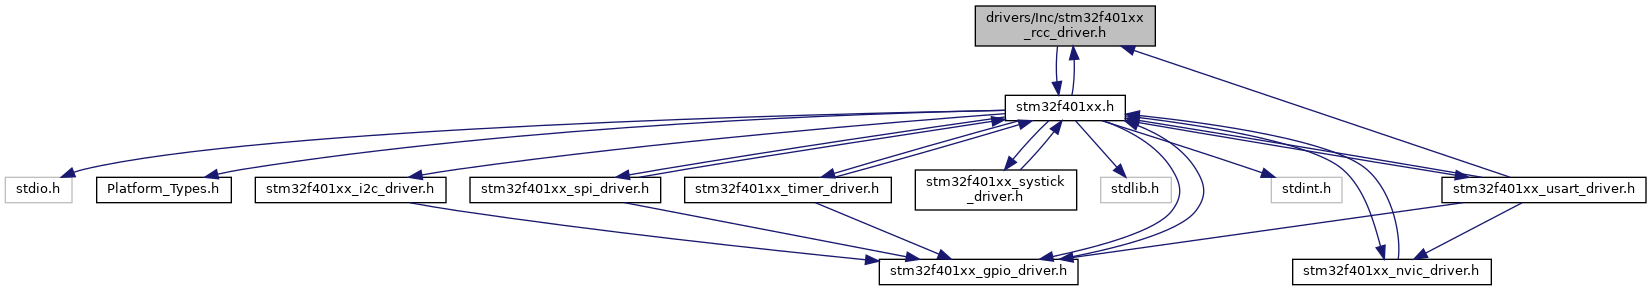 drivers/Inc/stm32f401xx
_rcc_driver.h
stm32f401xx.h
stdio.h
Platform_Types.h
stm32f401xx_i2c_driver.h
stm32f401xx_spi_driver.h
stm32f401xx_timer_driver.h
stm32f401xx_systick
_driver.h
stdlib.h
stdint.h
stm32f401xx_usart_driver.h
stm32f401xx_gpio_driver.h
stm32f401xx_nvic_driver.h